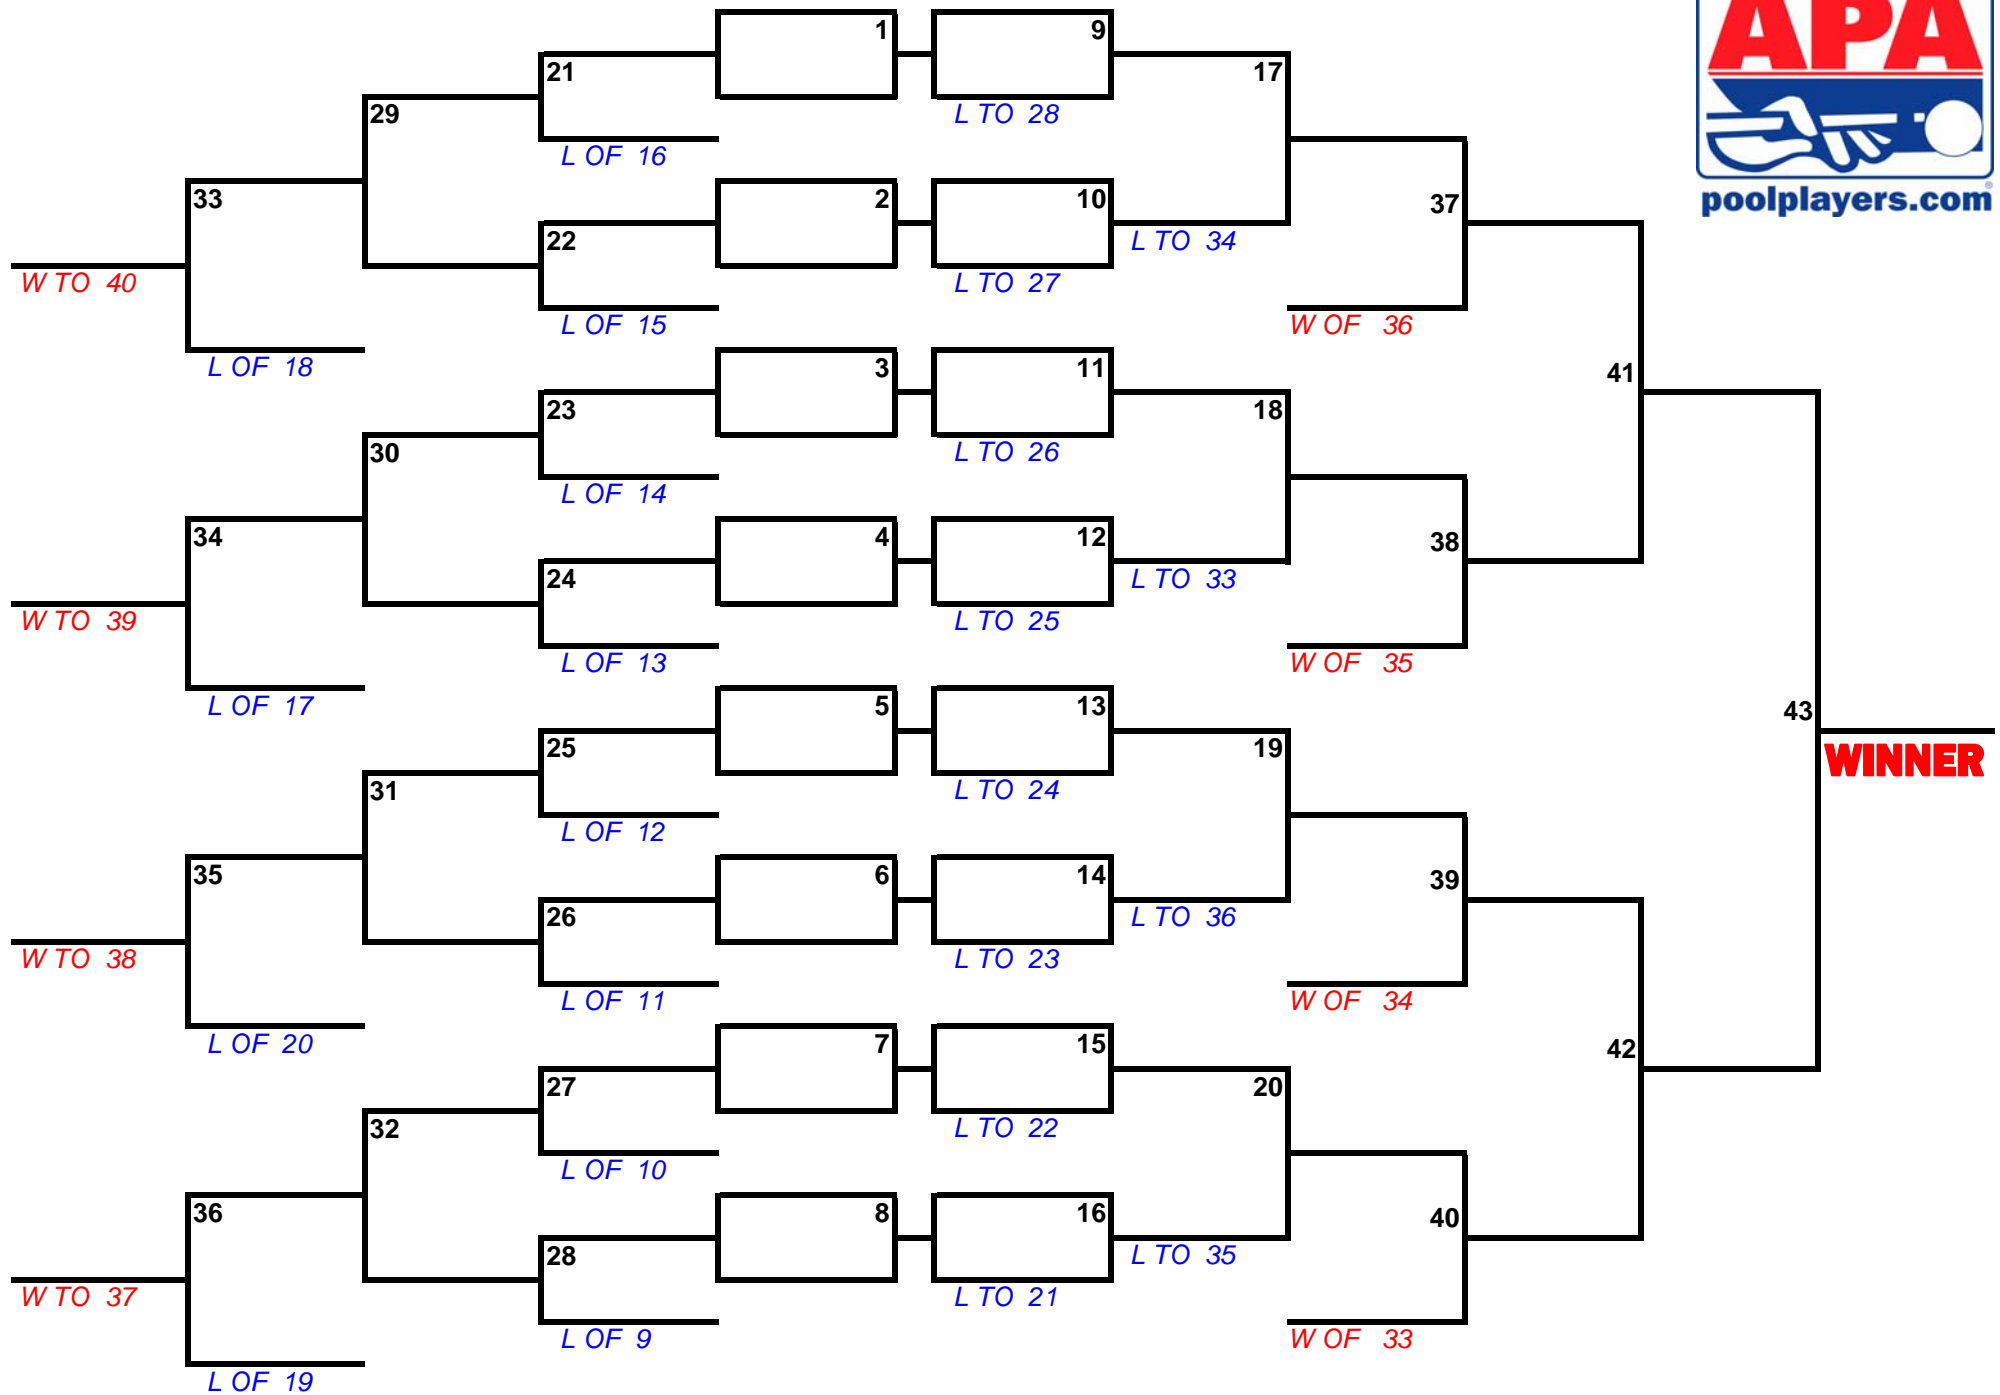 APA
poolplayers.com
1
9
21
17
29
L TO 28
L OF 16
33
2
10
37
22
L TO 34
W TO 40
L TO 27
L OF 15
W OF 36
L OF 18
3
11
41
23
18
30
L TO 26
L OF 14
34
4
12
38
24
L TO 33
W TO 39
L TO 25
L OF 13
W OF 35
L OF 17
5
13
43
25
19
WINNER
31
L TO 24
L OF 12
35
6
14
39
26
L TO 36
W TO 38
L TO 23
L OF 11
W OF 34
L OF 20
7
15
42
27
20
32
L TO 22
L OF 10
36
8
16
40
28
L TO 35
W TO 37
L TO 21
L OF 9
W OF 33
L OF 19